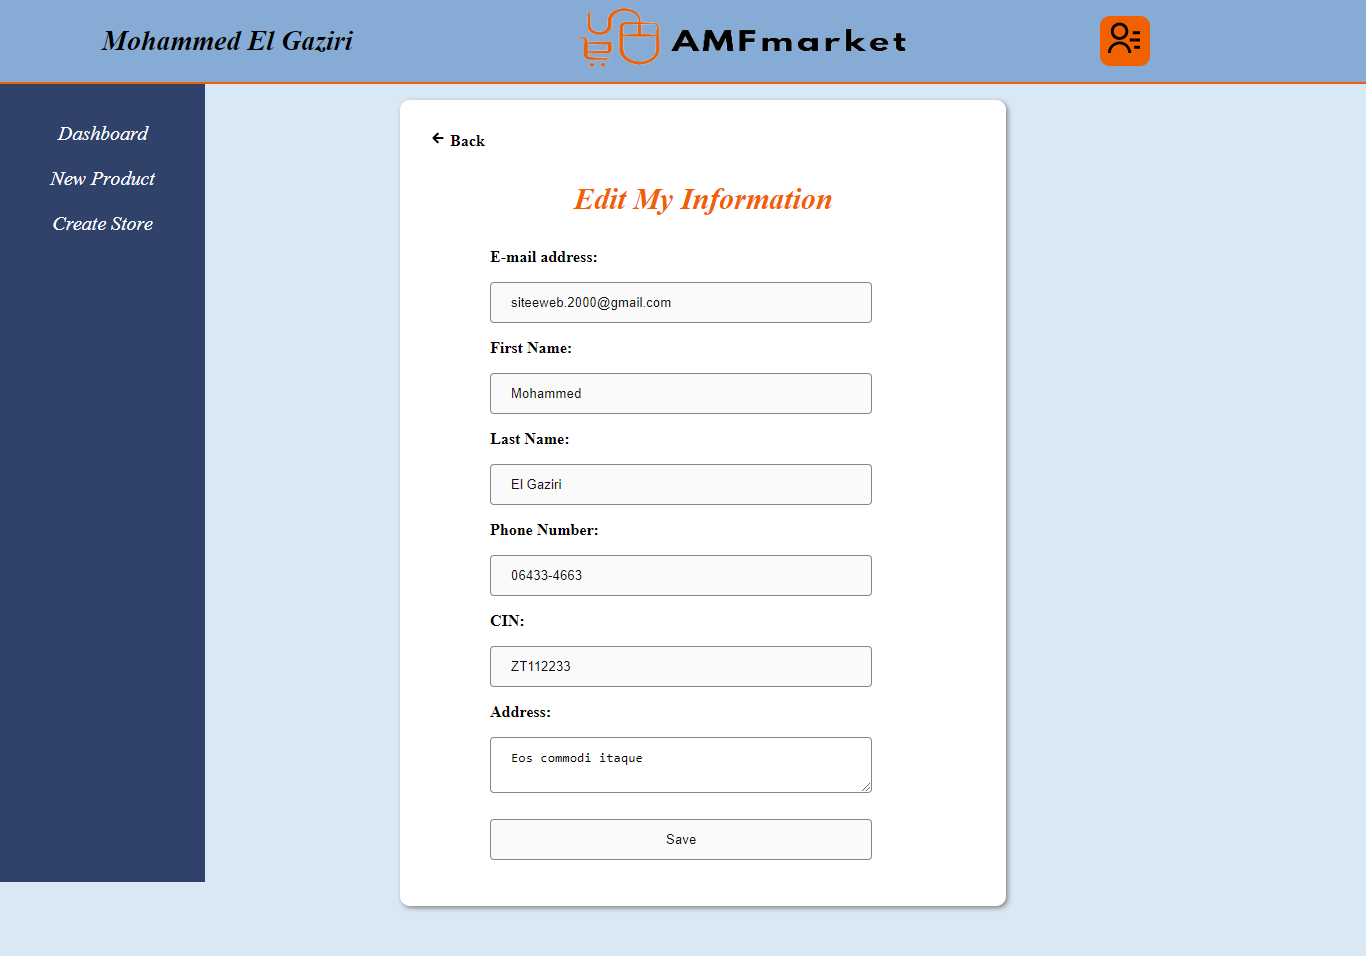 Mohammed El Gaziri
AMFmarket
Dashboard
New Product
Create Store
Back
Edit My Information
E-mail address:
siteeweb.2000@gmail.com
First Name:
Mohammed
Last Name:
El Gaziri
Phone Number:
06433-4663
CIN:
ZT112233
Address:
Eos commodi itaque
Save